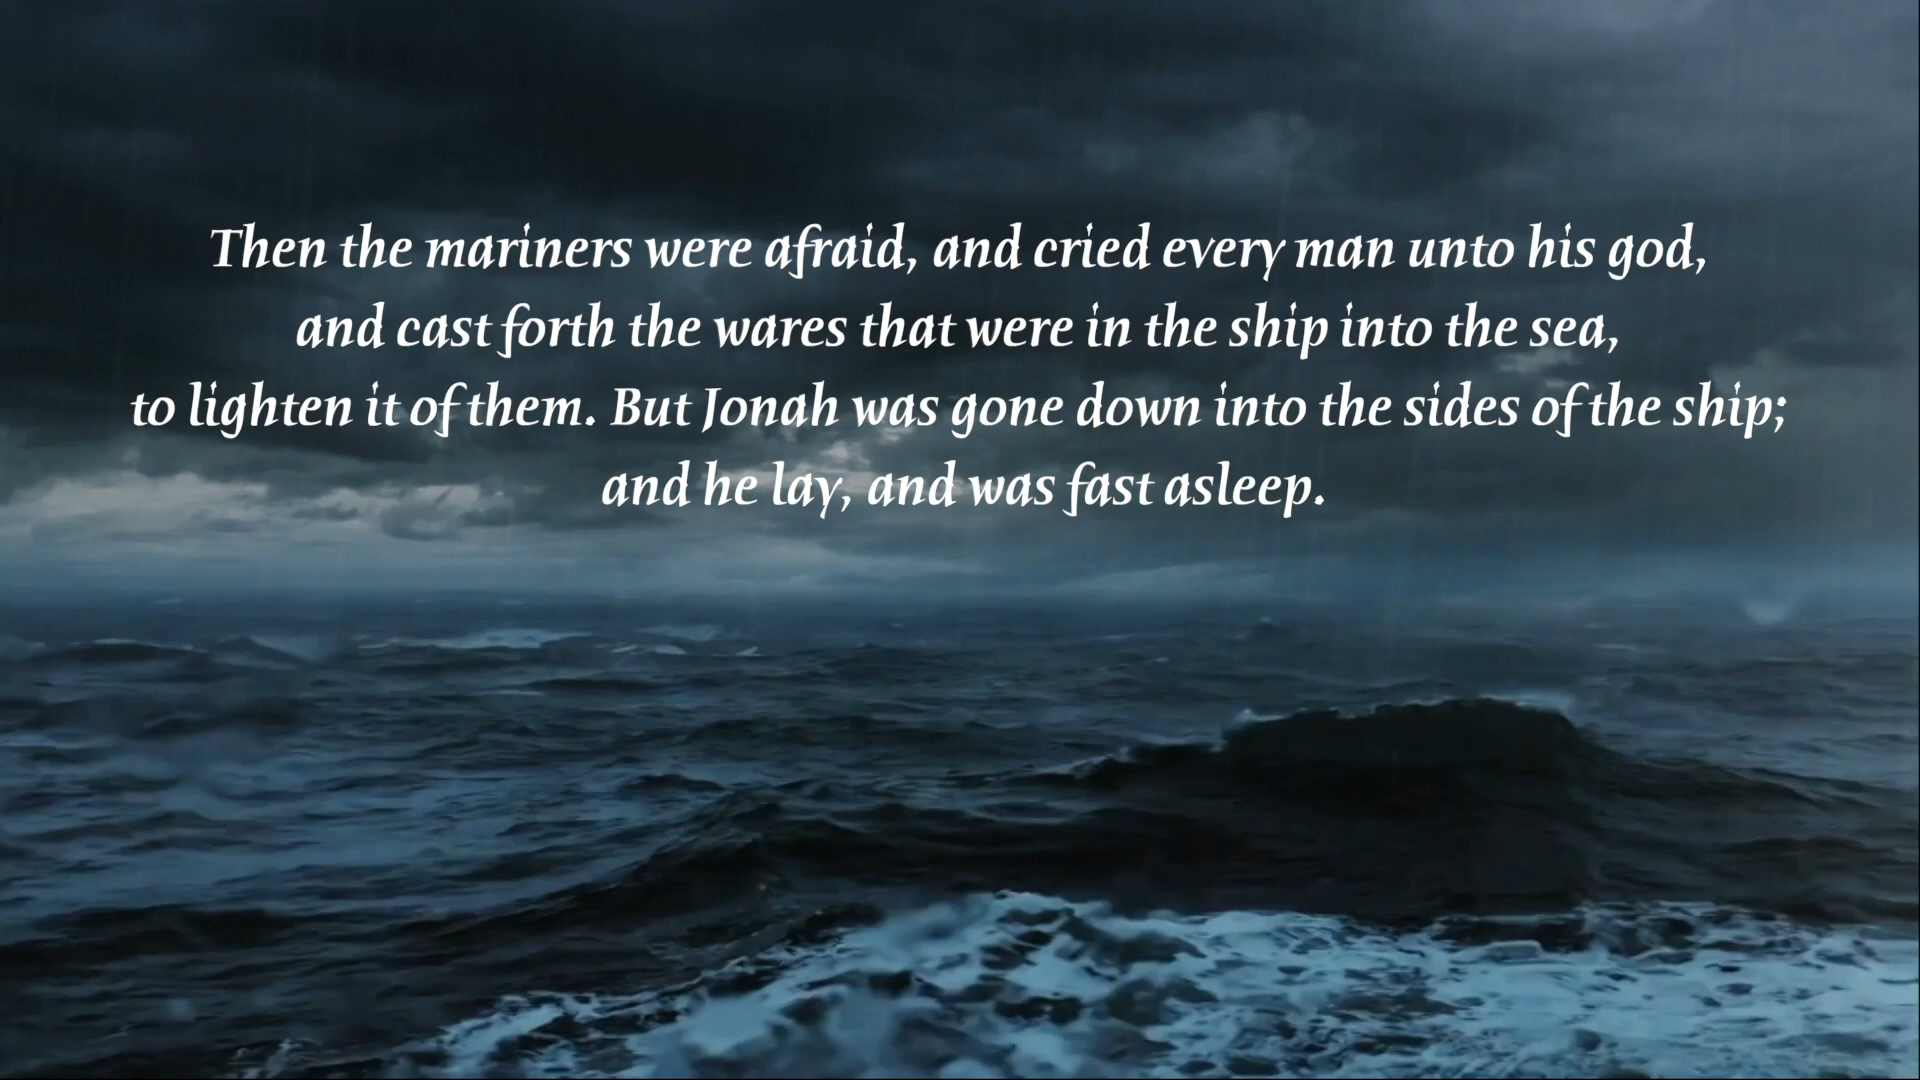 Then the mariners were afraid, and cried every man unto his god,
and cast forth the wares that were in the ship into the sea,
to lighten it of them. But Jonah was gone down into the sides of the ship;
and he lay, and was fast asleep.